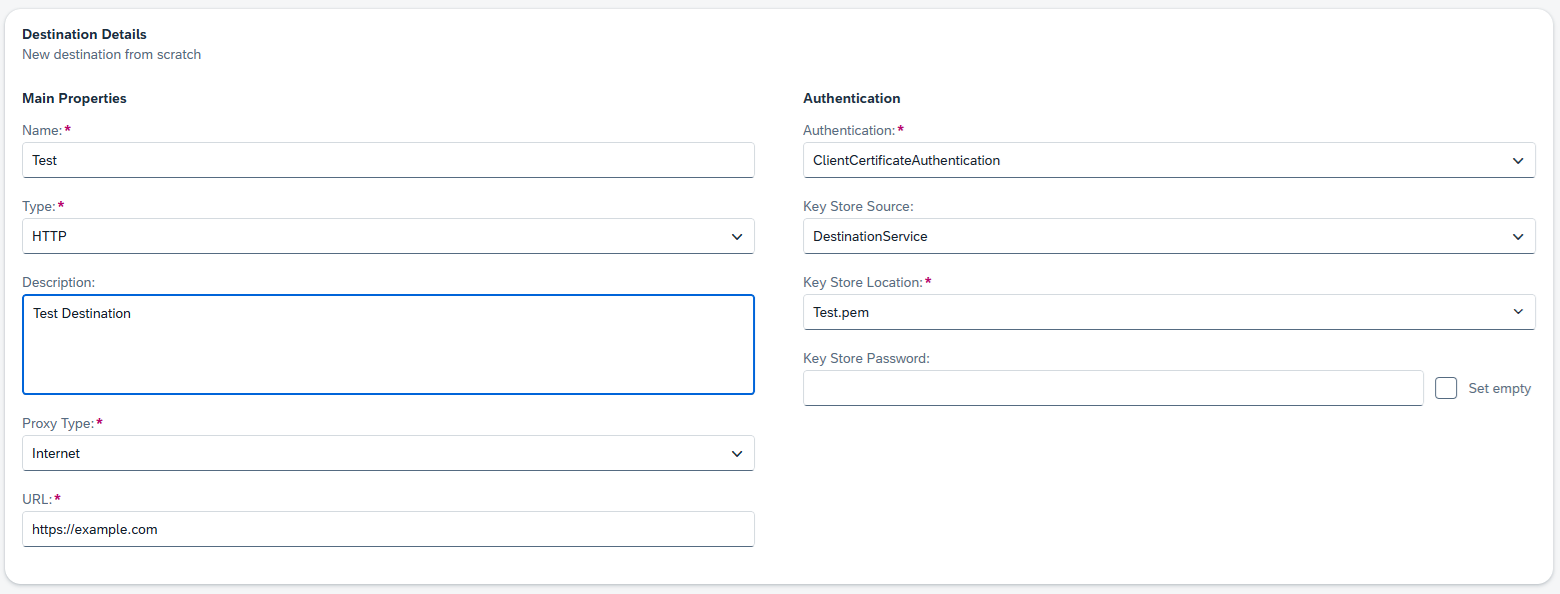 Destination Details
New destination from scratch
Main Properties
Name:*
Test
Type:*
HTTP
Description:
Test Destination
Proxy Type:*
Internet
URL:*
https://example.com
Authentication
Authentication:*
ClientCertificateAuthentication
Key Store Source:
DestinationService
Key Store Location:*
Test.pem
Key Store Password:
Set empty